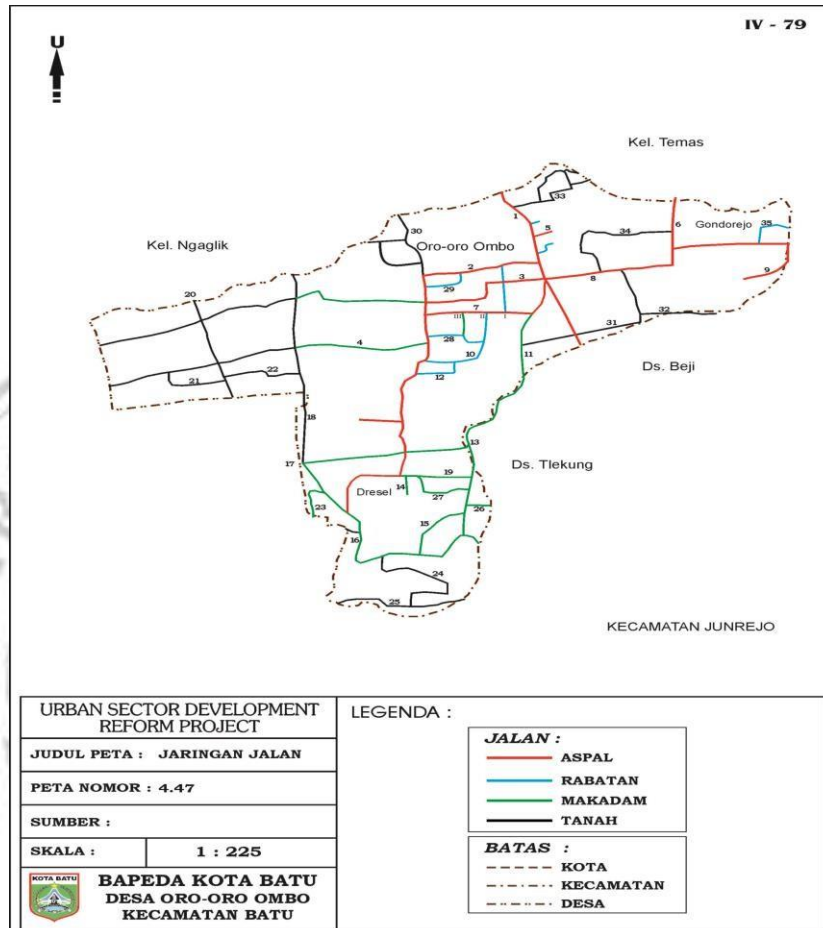 IV - 79
U
Kel. Temas
33
30
1
35
34
6
Gondorejo
5
Kel. Ngaglik
Oro-oro Ombo
2
3
9
8
29
20
7
32
31
28
4
10
11
Ds. Beji
12
21
22
18
13
17
Ds. Tlekung
19
14
Dresel
27
23
26
15
16
24
25
KECAMATAN JUNREJO
URBAN SECTOR DEVELOPMENT
REFORM PROJECT
JUDUL PETA : JARINGAN JALAN
PETA NOMOR : 4.47
SUMBER :
SKALA : 1 : 225
KOTA BATU
BAPEDA KOTA BATU
DESA ORO-ORO OMBO
KECAMATAN BATU
LEGENDA :
JALAN :
ASPAL
RABATAN
MAKADAM
TANAH
BATAS :
KOTA
KECAMATAN
DESA